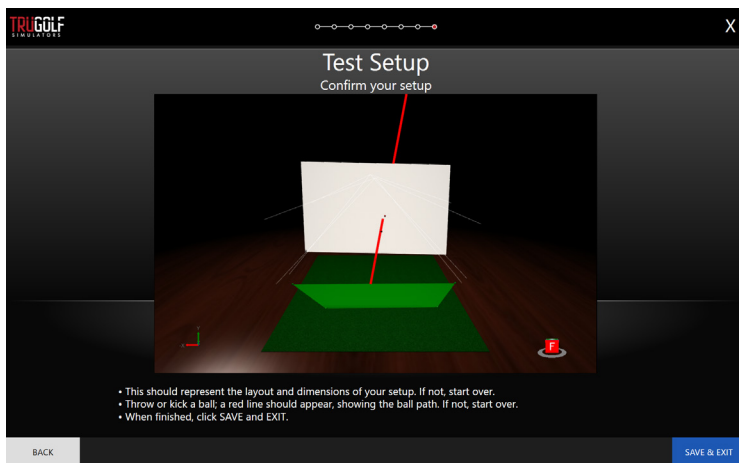 TRUGOLF
SIMULATORS
X
Test Setup
Confirm your setup
F
• This should represent the layout and dimensions of your setup. If not, start over.
• Throw or kick a ball; a red line should appear, showing the ball path. If not, start over.
• When finished, click SAVE and EXIT.
BACK
SAVE & EXIT